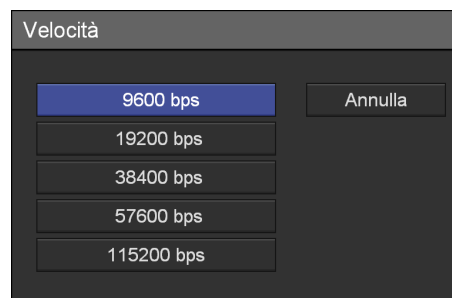 Velocità
9600 bps
Annulla
19200 bps
38400 bps
57600 bps
115200 bps